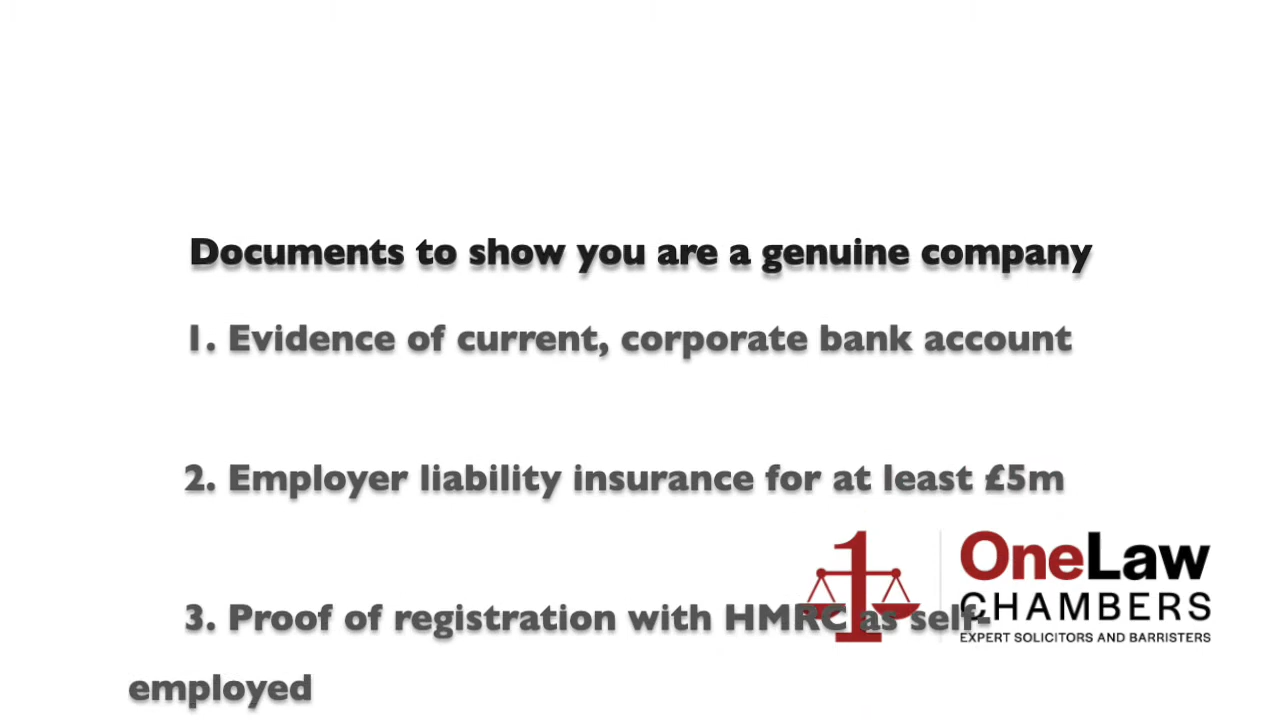 Documents to show you are a genuine company
1. Evidence of current, corporate bank account
2. Employer liability insurance for at least £5m
OneLaw
CHAMBERS
EXPERT SOLICITORS AND BARRISTERS
3. Proof of registration with HMRC as self-
employed